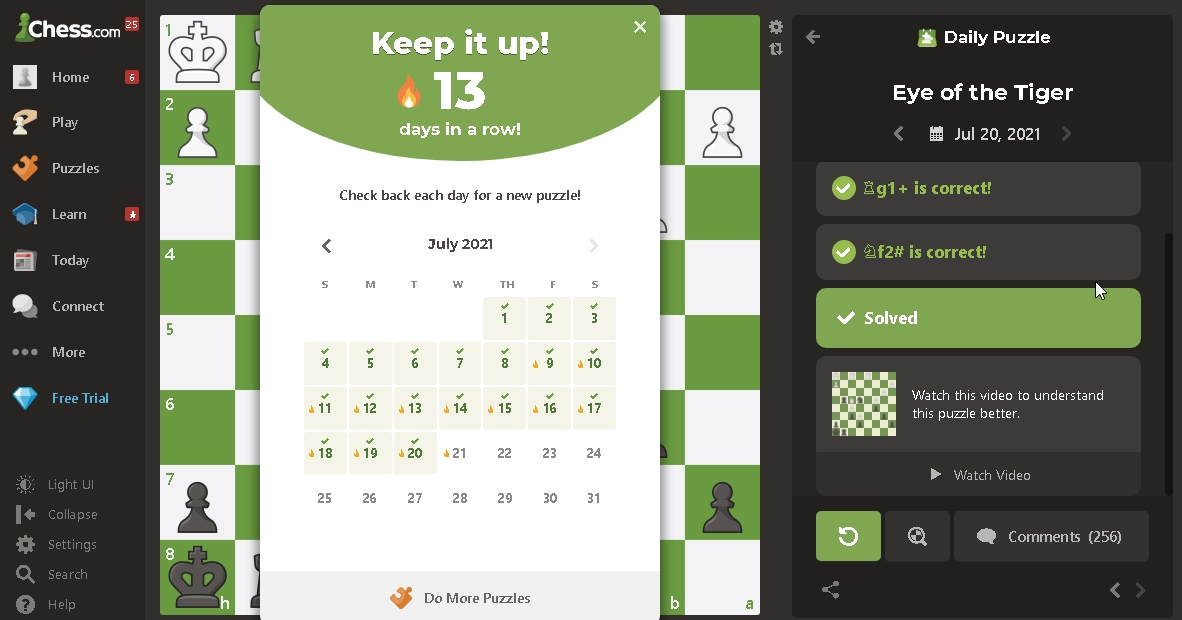 Chess.com 25
Home 6
Play
Puzzles
Learn
Today
Connect
More
Free Trial
Light UI
Collapse
Settings
Search
Help
1
2
3
4
5
6
7
8
h
b
a
Keep it up!
13
days in a row!
Check back each day for a new puzzle!
July 2021
S M T W TH F S
1 2 3
4 5 6 7 8 9 10
11 12 13 14 15 16 17
18 19 20 21 22 23 24
25 26 27 28 29 30 31
Do More Puzzles
Daily Puzzle
Eye of the Tiger
Jul 20, 2021
♖g1+ is correct!
♘f2# is correct!
Solved
Watch this video to understand
this puzzle better.
Watch Video
Comments (256)